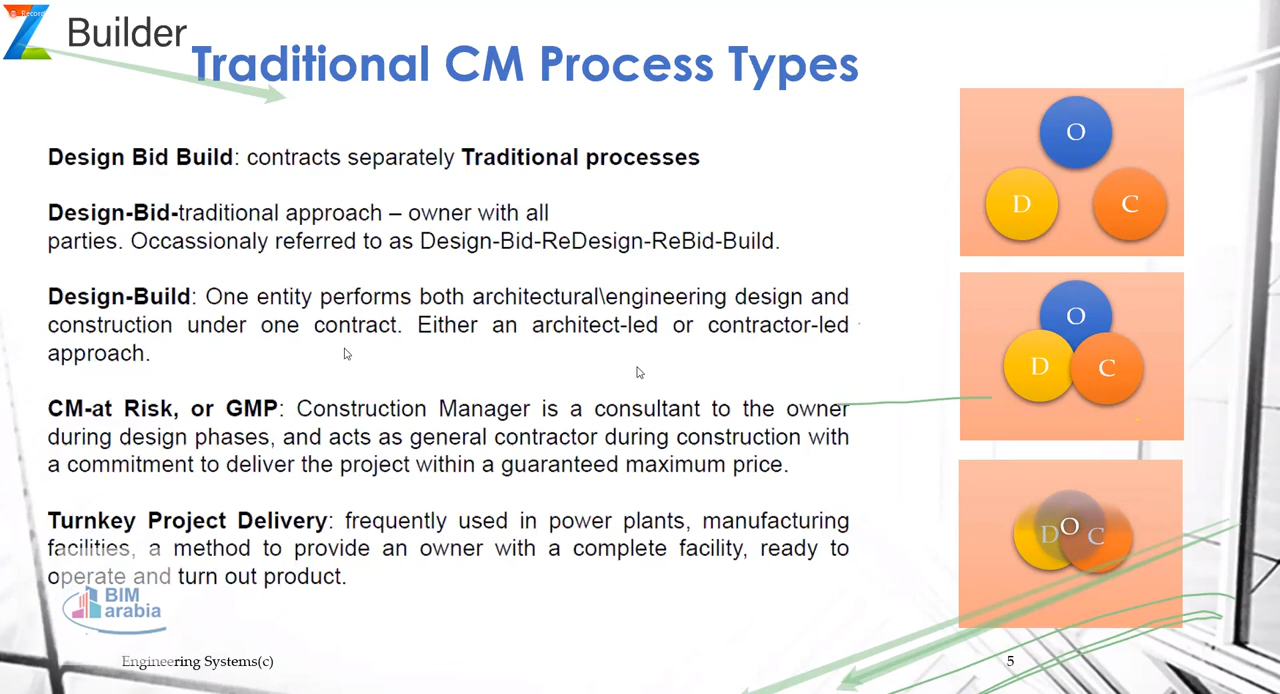 Builder
Traditional CM Process Types
Design Bid Build: contracts separately Traditional processes
Design-Bid-traditional approach – owner with all
parties. Occassionaly referred to as Design-Bid-ReDesign-ReBid-Build.
Design-Build: One entity performs both architectural\engineering design and
construction under one contract. Either an architect-led or contractor-led
approach.
CM-at Risk, or GMP: Construction Manager is a consultant to the owner
during design phases, and acts as general contractor during construction with
a commitment to deliver the project within a guaranteed maximum price.
Turnkey Project Delivery: frequently used in power plants, manufacturing
facilities, a method to provide an owner with a complete facility, ready to
operate and turn out product.
O
D C
O
D C
D O C
BIM
arabia
Engineering Systems(c)
5